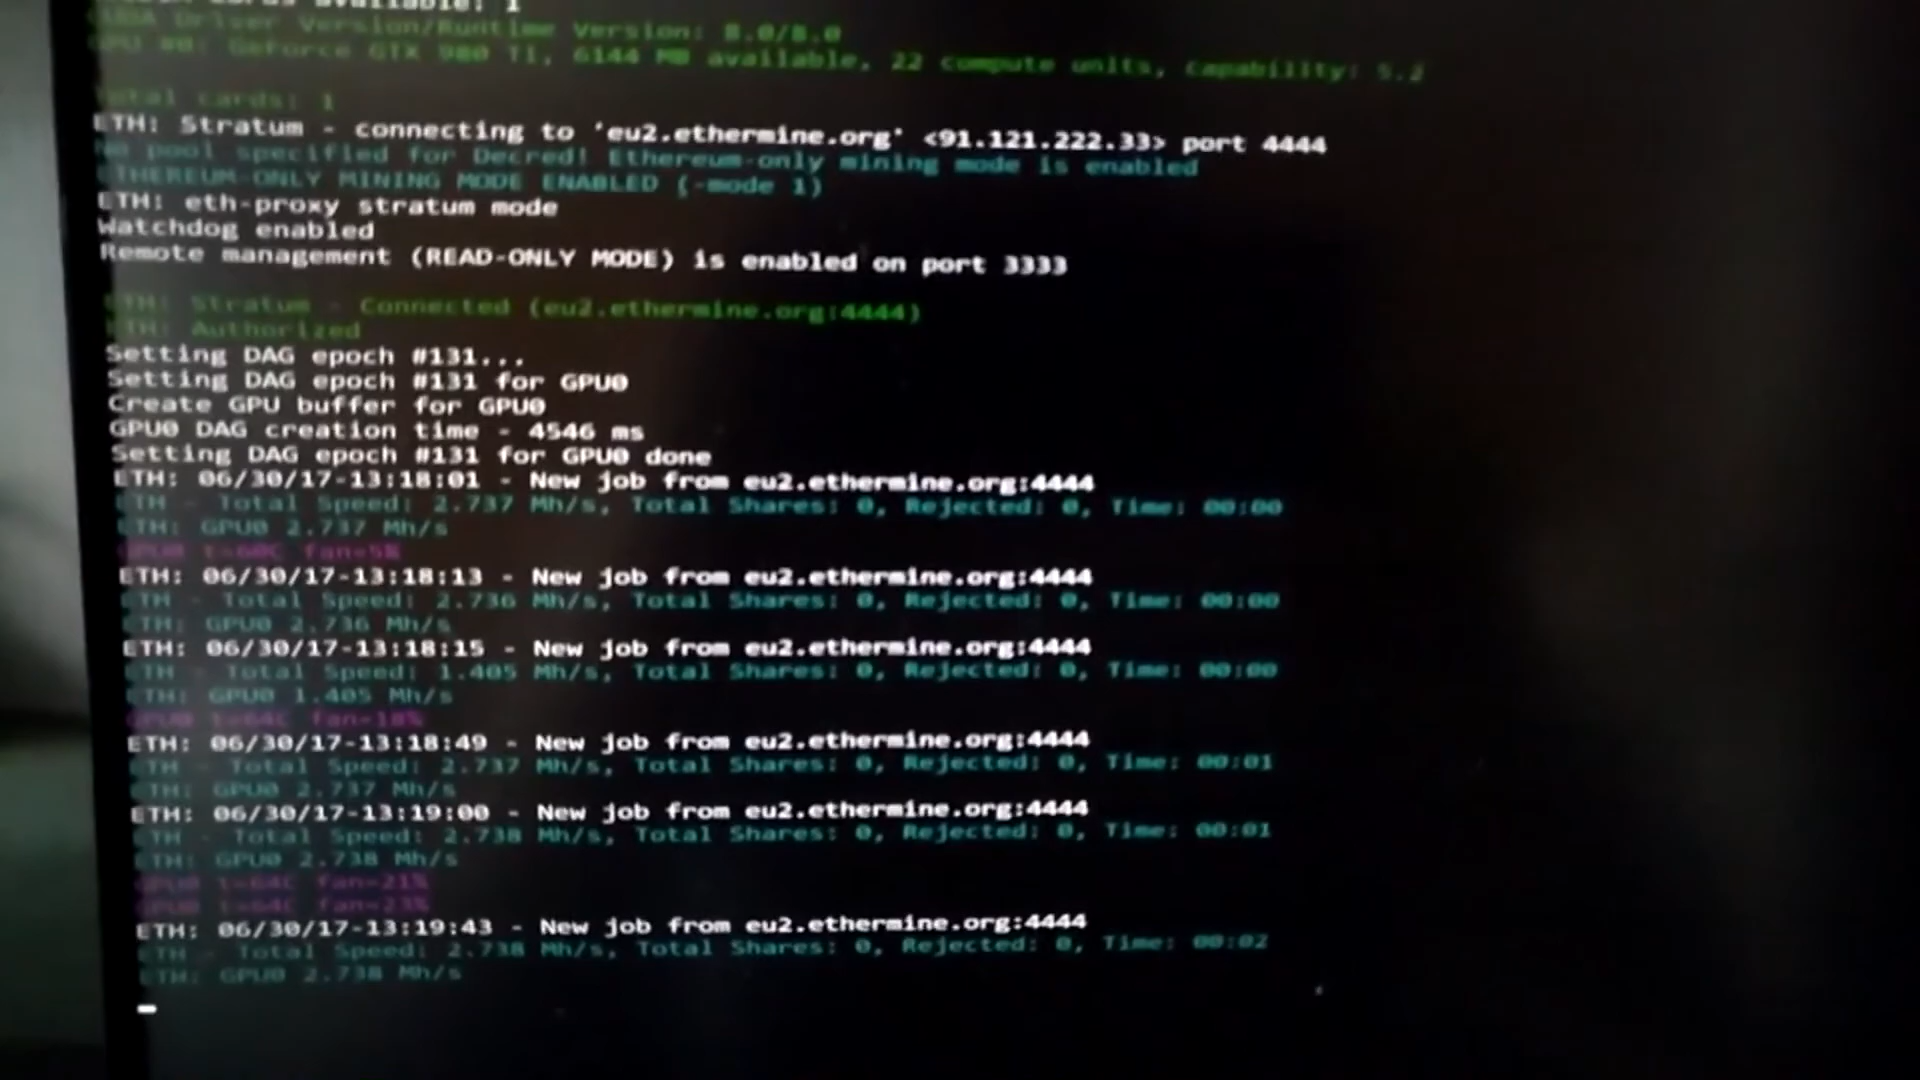 cards available: 1
CUDA Driver Version/Runtime Version: 8.0/8.0
GPU #0: GeForce GTX 980 Ti, 6144 MB available, 22 compute units, capability: 5.2
Total cards: 1
ETH: Stratum - connecting to 'eu2.ethermine.org' <91.121.222.33> port 4444
No pool specified for Decred! Ethereum-only mining mode is enabled
ETHEREUM-ONLY MINING MODE ENABLED (-mode 1)
ETH: eth-proxy stratum mode
Watchdog enabled
Remote management (READ-ONLY MODE) is enabled on port 3333
ETH: Stratum - Connected (eu2.ethermine.org:4444)
ETH: Authorized
Setting DAG epoch #131...
Setting DAG epoch #131 for GPU0
Create GPU buffer for GPU0
GPU0 DAG creation time - 4546 ms
Setting DAG epoch #131 for GPU0 done
ETH: 06/30/17-13:18:01 - New job from eu2.ethermine.org:4444
ETH - Total Speed: 2.737 Mh/s, Total Shares: 0, Rejected: 0, Time: 00:00
ETH: GPU0 2.737 Mh/s
GPU0 t=60C fan=5%
ETH: 06/30/17-13:18:13 - New job from eu2.ethermine.org:4444
ETH - Total Speed: 2.736 Mh/s, Total Shares: 0, Rejected: 0, Time: 00:00
ETH: GPU0 2.736 Mh/s
ETH: 06/30/17-13:18:15 - New job from eu2.ethermine.org:4444
ETH - Total Speed: 1.405 Mh/s, Total Shares: 0, Rejected: 0, Time: 00:00
ETH: GPU0 1.405 Mh/s
GPU0 t=64C fan=18%
ETH: 06/30/17-13:18:49 - New job from eu2.ethermine.org:4444
ETH - Total Speed: 2.737 Mh/s, Total Shares: 0, Rejected: 0, Time: 00:01
ETH: GPU0 2.737 Mh/s
ETH: 06/30/17-13:19:00 - New job from eu2.ethermine.org:4444
ETH - Total Speed: 2.738 Mh/s, Total Shares: 0, Rejected: 0, Time: 00:01
ETH: GPU0 2.738 Mh/s
GPU0 t=64C fan=21%
GPU0 t=64C fan=23%
ETH: 06/30/17-13:19:43 - New job from eu2.ethermine.org:4444
ETH - Total Speed: 2.738 Mh/s, Total Shares: 0, Rejected: 0, Time: 00:02
ETH: GPU0 2.738 Mh/s